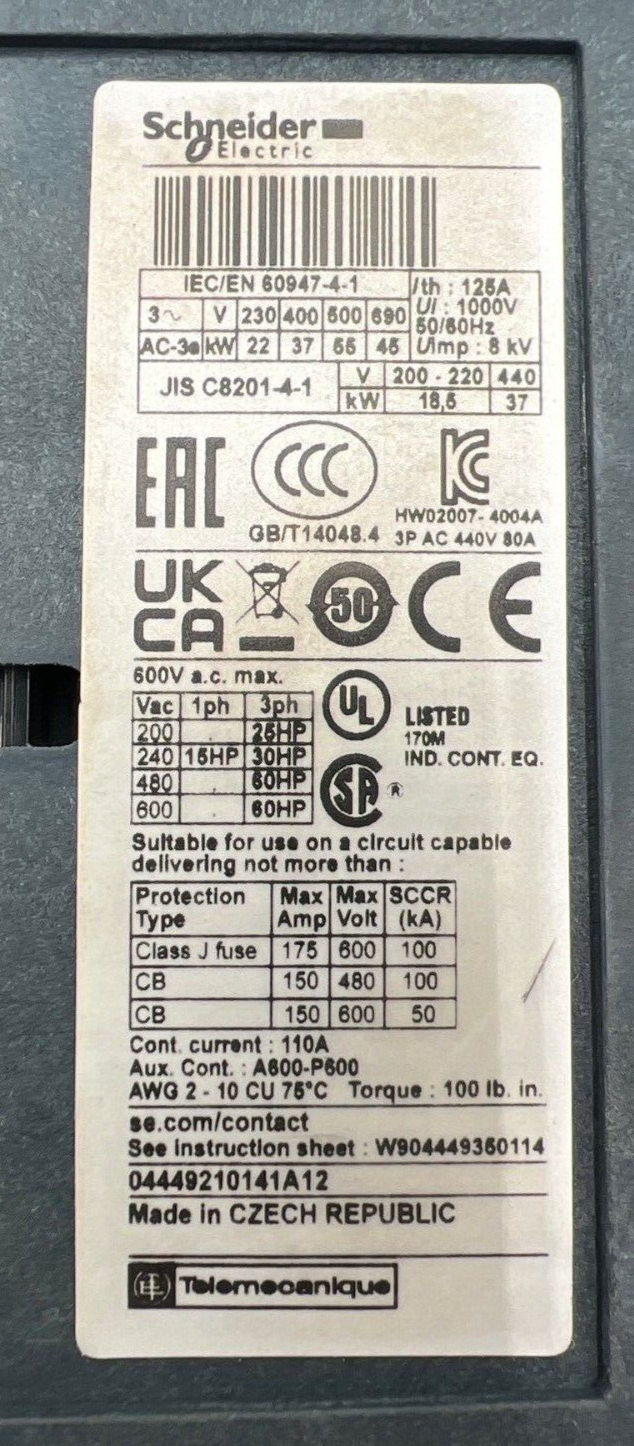 Schneider
Electric
IEC/EN 60947-4-1
Ith : 125A
Ui : 1000V
50/60Hz
Uimp : 8 kV
3~ V 230 400 500 690
AC-3e kW 22 37 55 45
JIS C8201-4-1
V 200 - 220 440
kW 18,5 37
EAC
CCC
KC
GB/T14048.4
HW02007- 4004A
3P AC 440V 80A
UK
CA
50
CE
600V a.c. max.
Vac 1ph 3ph
200 25HP
240 15HP 30HP
480 60HP
600 60HP
UL
LISTED
170M
IND. CONT. EQ.
SA ®
Suitable for use on a circuit capable
delivering not more than :
Protection Type Max Amp Max Volt SCCR (kA)
Class J fuse 175 600 100
CB 150 480 100
CB 150 600 50
Cont. current : 110A
Aux. Cont. : A600-P600
AWG 2 - 10 CU 75°C Torque : 100 lb. in.
se.com/contact
See instruction sheet : W904449350114
04449210141A12
Made in CZECH REPUBLIC
Telemecanique